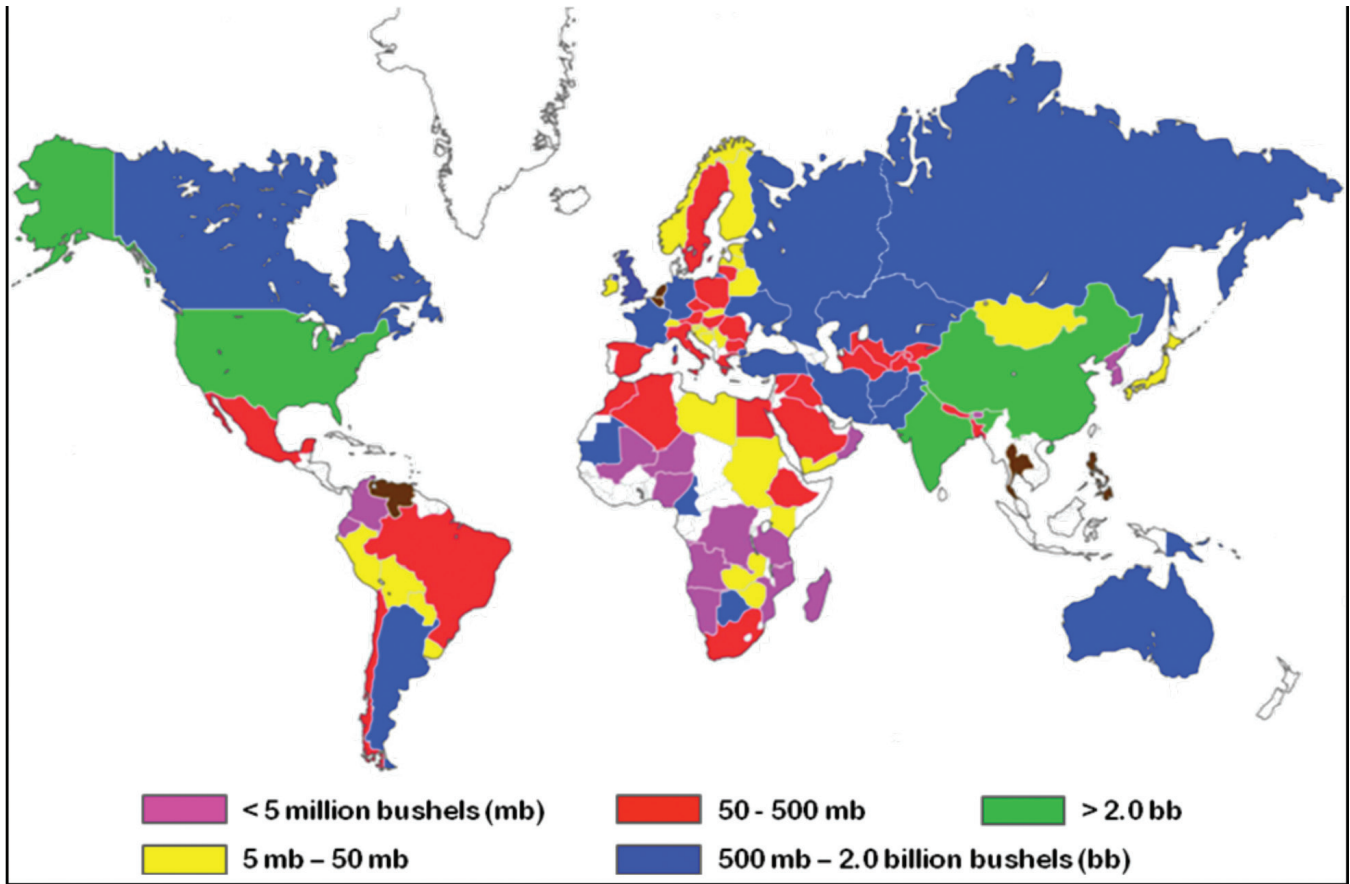 < 5 million bushels (mb)
50 - 500 mb
> 2.0 bb
5 mb – 50 mb
500 mb – 2.0 billion bushels (bb)